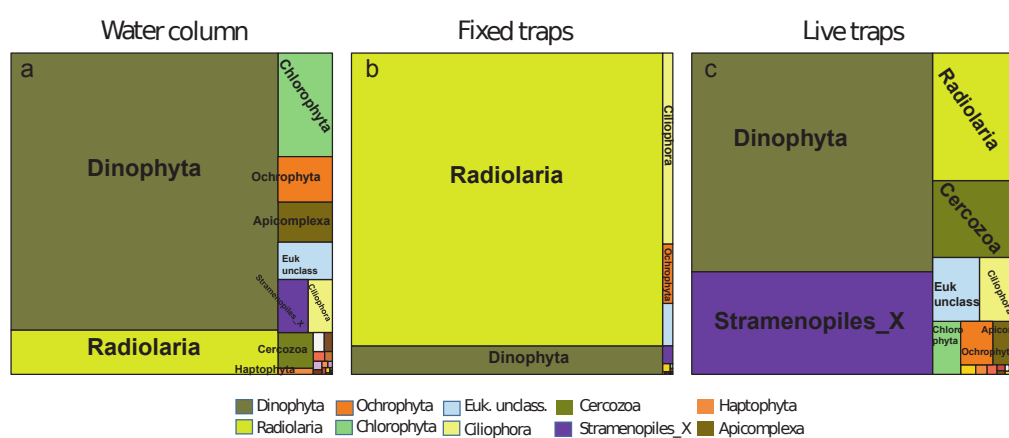 Water column
Fixed traps
Live traps
a
Dinophyta
Chlorophyta
Ochrophyta
Apicomplexa
Euk
unclass
Stramenopiles_X
Ciliophora
Radiolaria
Cercozoa
Haptophyta
b
Radiolaria
Ciliophora
Ochrophyta
Dinophyta
c
Dinophyta
Radiolaria
Cercozoa
Euk
unclass
Ciliophora
Stramenopiles_X
Chloro
phyta
Apicomplexa
Ochrophyta
Dinophyta
Ochrophyta
Euk. unclass.
Cercozoa
Haptophyta
Radiolaria
Chlorophyta
Ciliophora
Stramenopiles_X
Apicomplexa